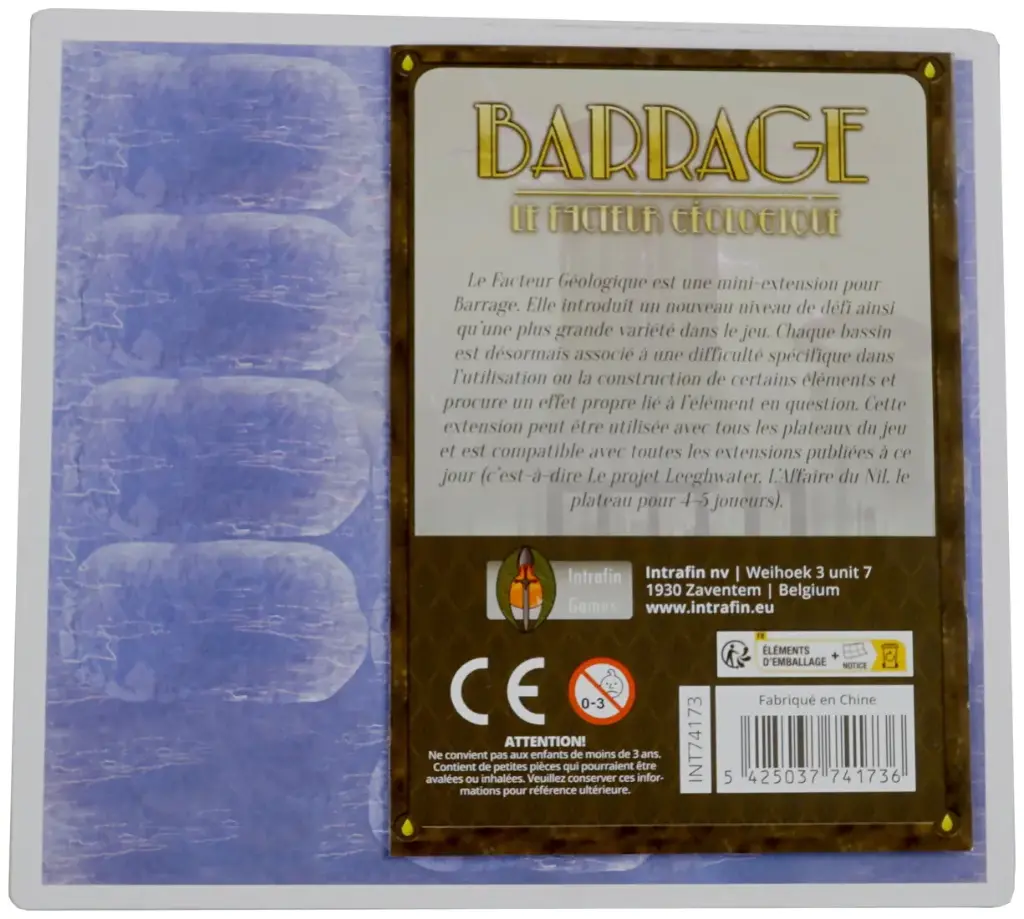 BARRAGE
LE FACTEUR GÉOLOGIQUE
Le Facteur Géologique est une mini-extension pour
Barrage. Elle introduit un nouveau niveau de défi ainsi
qu'une plus grande variété dans le jeu. Chaque bassin
est désormais associé à une difficulté spécifique dans
l'utilisation ou la construction de certains éléments et
procure un effet propre lié à l'élément en question. Cette
extension peut être utilisée avec tous les plateaux du jeu
et est compatible avec toutes les extensions publiées à ce
jour (c'est-à-dire Le projet Leeghwater, L'Affaire du Nil, le
plateau pour 4-5 joueurs).
Intrafin
Games
Intrafin nv | Weihoek 3 unit 7
1930 Zaventem | Belgium
www.intrafin.eu
FR
ÉLÉMENTS
D'EMBALLAGE + NOTICE
CE
0-3
ATTENTION!
Ne convient pas aux enfants de moins de 3 ans.
Contient de petites pièces qui pourraient être
avalées ou inhalées. Veuillez conserver ces infor-
mations pour référence ultérieure.
INT74173
Fabriqué en Chine
5 425037 741736